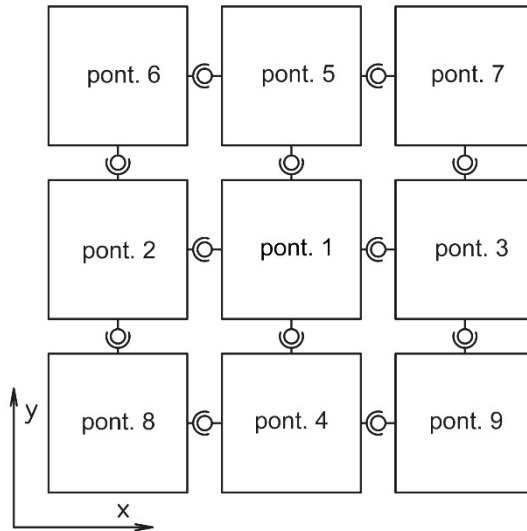 pont. 6
pont. 5
pont. 7
pont. 2
pont. 1
pont. 3
pont. 8
pont. 4
pont. 9
y
x